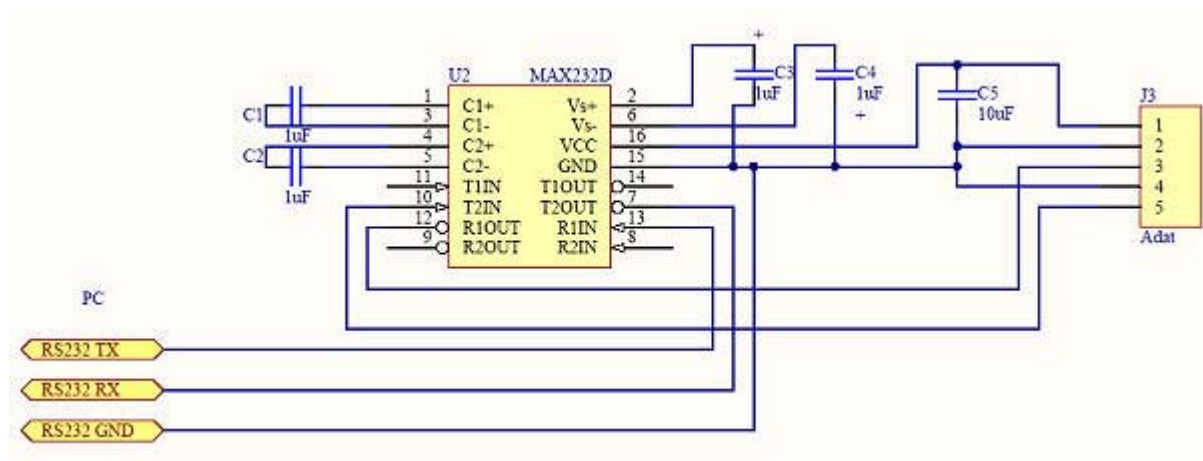 U2 MAX232D
C1
1uF
C2
1uF
1 C1+
3 C1-
4 C2+
5 C2-
11 T1IN
10 T2IN
12 R1OUT
9 R2OUT
Vs+ 2
Vs- 6
VCC 16
GND 15
T1OUT 14
T2OUT 7
R1IN 13
R2IN 8
+
C3
1uF
C4
1uF
+
C5
10uF
J3
1
2
3
4
5
Adat
PC
RS232 TX
RS232 RX
RS232 GND